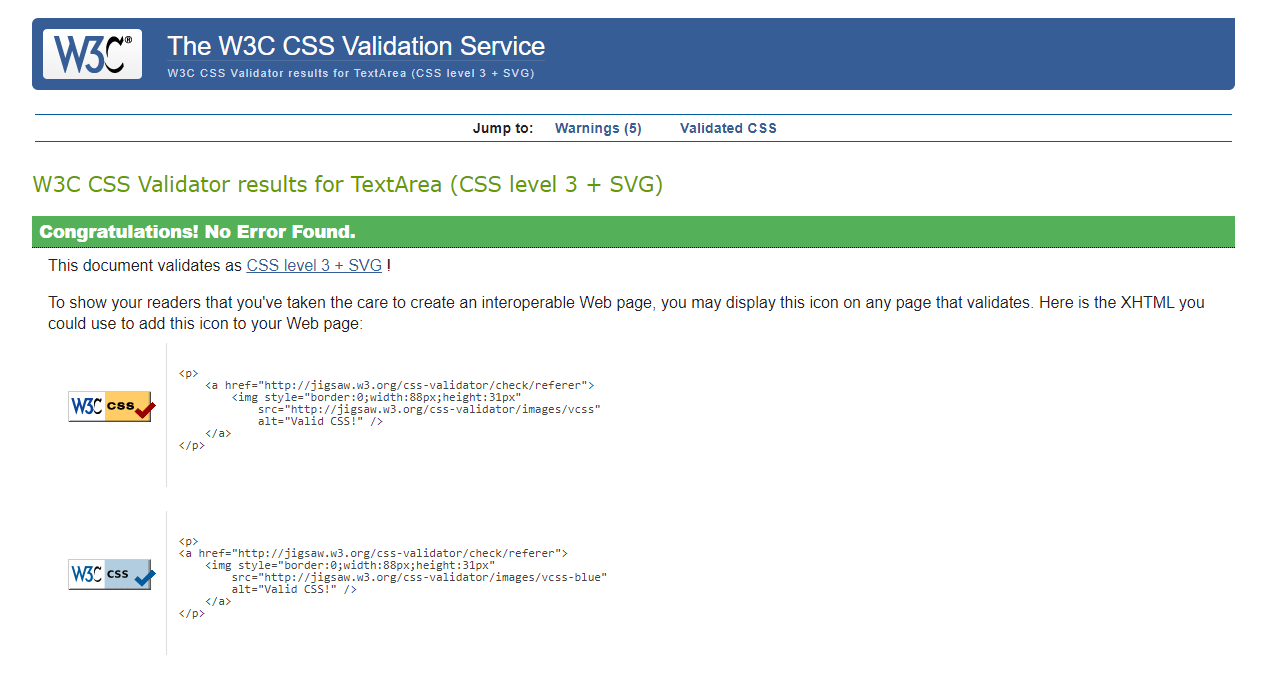 W3C®
The W3C CSS Validation Service
W3C CSS Validator results for TextArea (CSS level 3 + SVG)
Jump to: Warnings (5) Validated CSS
W3C CSS Validator results for TextArea (CSS level 3 + SVG)
Congratulations! No Error Found.
This document validates as CSS level 3 + SVG !
To show your readers that you've taken the care to create an interoperable Web page, you may display this icon on any page that validates. Here is the XHTML you
could use to add this icon to your Web page:
W3C css
<p>
<a href="http://jigsaw.w3.org/css-validator/check/referer">
<img style="border:0;width:88px;height:31px"
src="http://jigsaw.w3.org/css-validator/images/vcss"
alt="Valid CSS!" />
</a>
</p>
W3C css
<p>
<a href="http://jigsaw.w3.org/css-validator/check/referer">
<img style="border:0;width:88px;height:31px"
src="http://jigsaw.w3.org/css-validator/images/vcss-blue"
alt="Valid CSS!" />
</a>
</p>